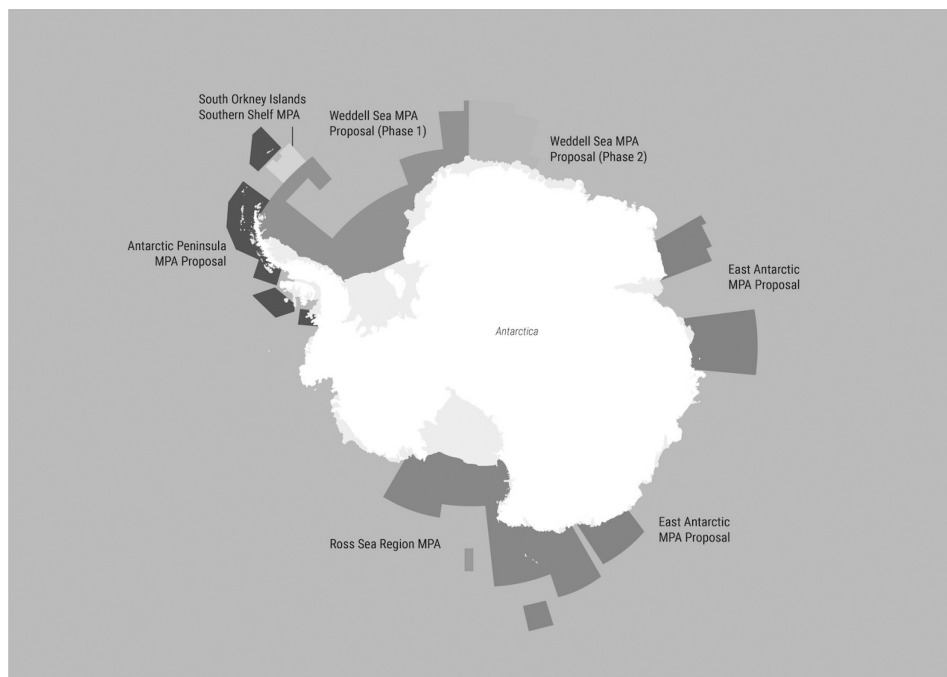 South Orkney Islands
Southern Shelf MPA
Weddell Sea MPA
Proposal (Phase 1)
Weddell Sea MPA
Proposal (Phase 2)
Antarctic Peninsula
MPA Proposal
East Antarctic
MPA Proposal
Antarctica
East Antarctic
MPA Proposal
Ross Sea Region MPA